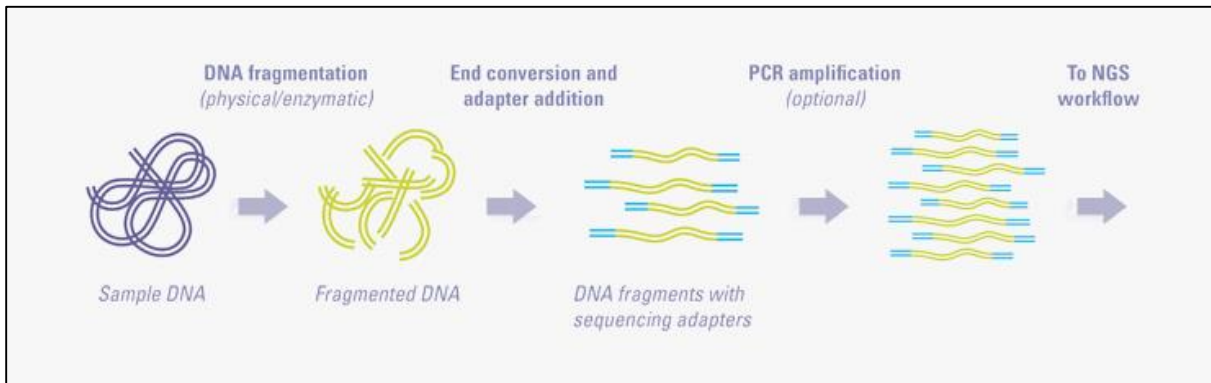 DNA fragmentation
(physical/enzymatic)
End conversion and
adapter addition
PCR amplification
(optional)
To NGS
workflow
Sample DNA
Fragmented DNA
DNA fragments with
sequencing adapters